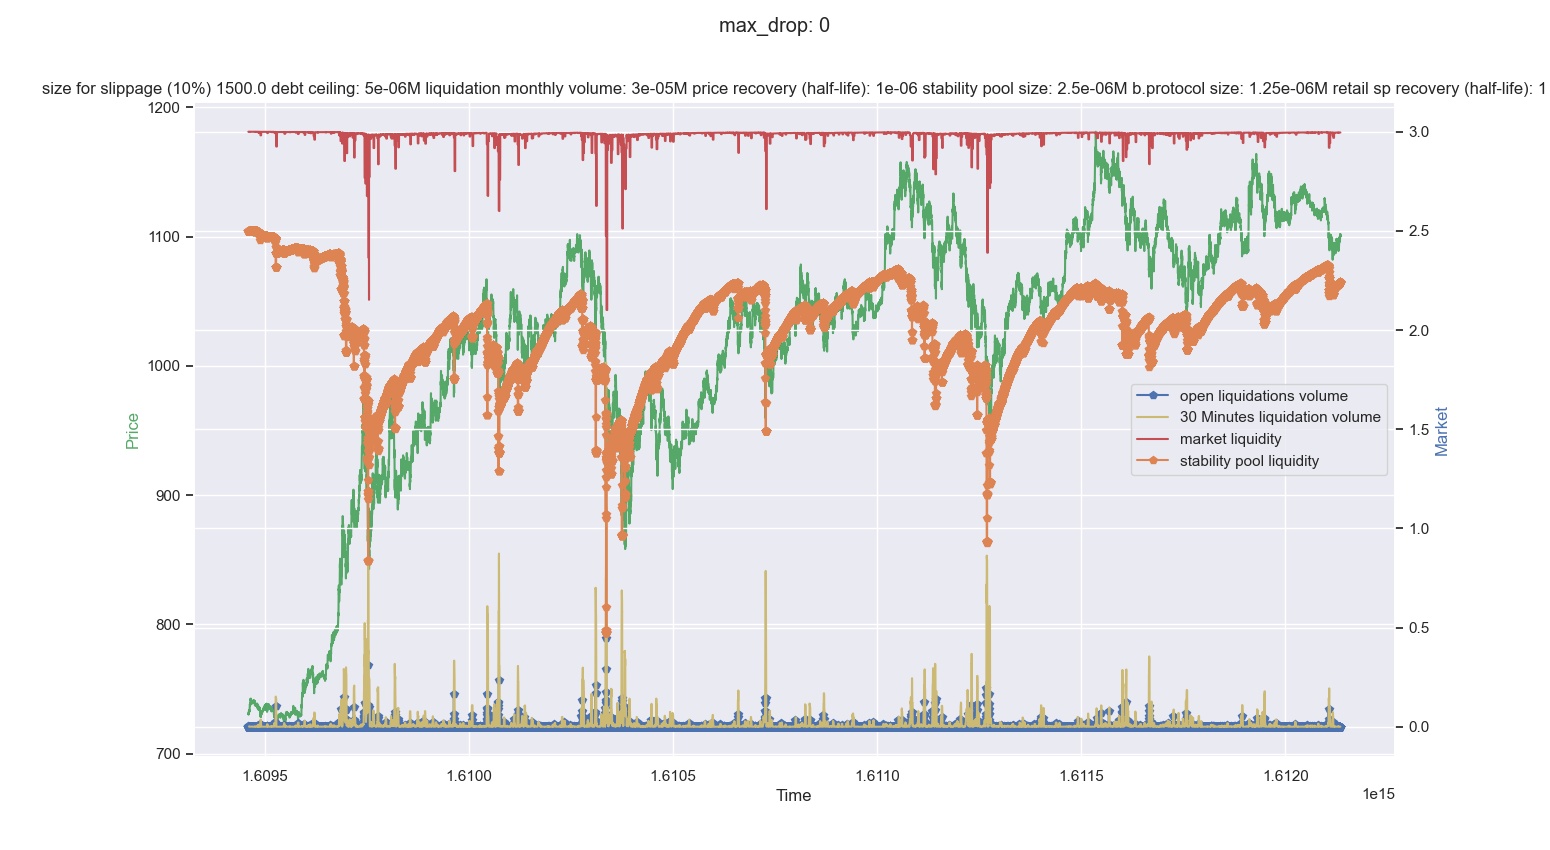 max_drop: 0
size for slippage (10%) 1500.0 debt ceiling: 5e-06M liquidation monthly volume: 3e-05M price recovery (half-life): 1e-06 stability pool size: 2.5e-06M b.protocol size: 1.25e-06M retail sp recovery (half-life): 1
1200
1100
1000
900
800
700
Price
3.0
2.5
2.0
1.5
1.0
0.5
0.0
Market
open liquidations volume
30 Minutes liquidation volume
market liquidity
stability pool liquidity
1.6095 1.6100 1.6105 1.6110 1.6115 1.6120
Time
1e15